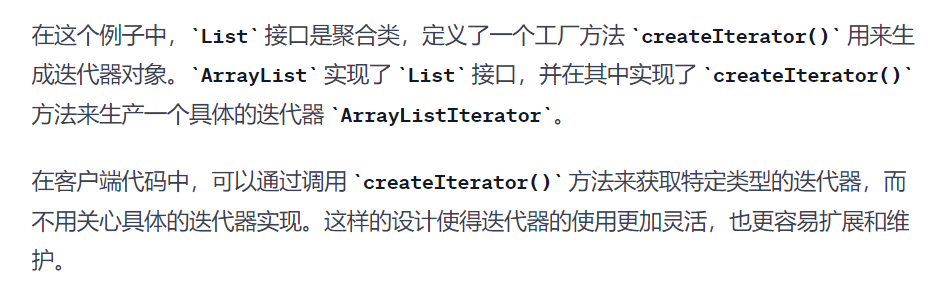 在这个例子中，`List` 接口是聚合类，定义了一个工厂方法 `createIterator()` 用来生
成迭代器对象。`ArrayList` 实现了 `List` 接口，并在其中实现了 `createIterator()`
方法来生产一个具体的迭代器 `ArrayListIterator`。
在客户端代码中，可以通过调用 `createIterator()` 方法来获取特定类型的迭代器，而
不用关心具体的迭代器实现。这样的设计使得迭代器的使用更加灵活，也更容易扩展和维
护。